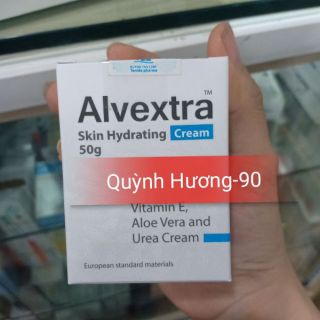 Alvextra™
Skin Hydrating Cream
50g
Quỳnh Hương-90
Vitamin E,
Aloe Vera and
Urea Cream
European standard materials